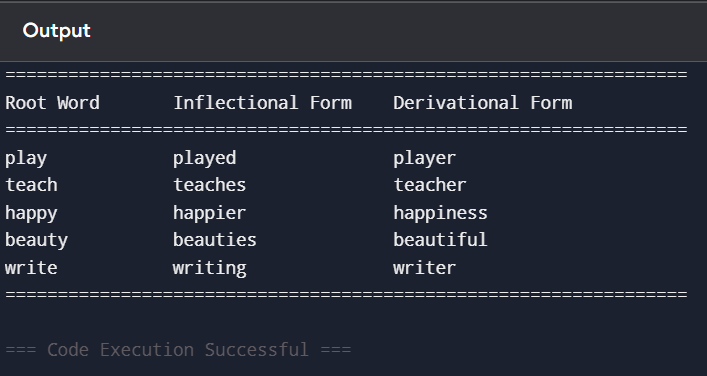 Output
=================================================================
Root Word       Inflectional Form    Derivational Form
=================================================================
play            played               player
teach           teaches              teacher
happy           happier              happiness
beauty          beauties             beautiful
write           writing              writer
=================================================================
=== Code Execution Successful ===